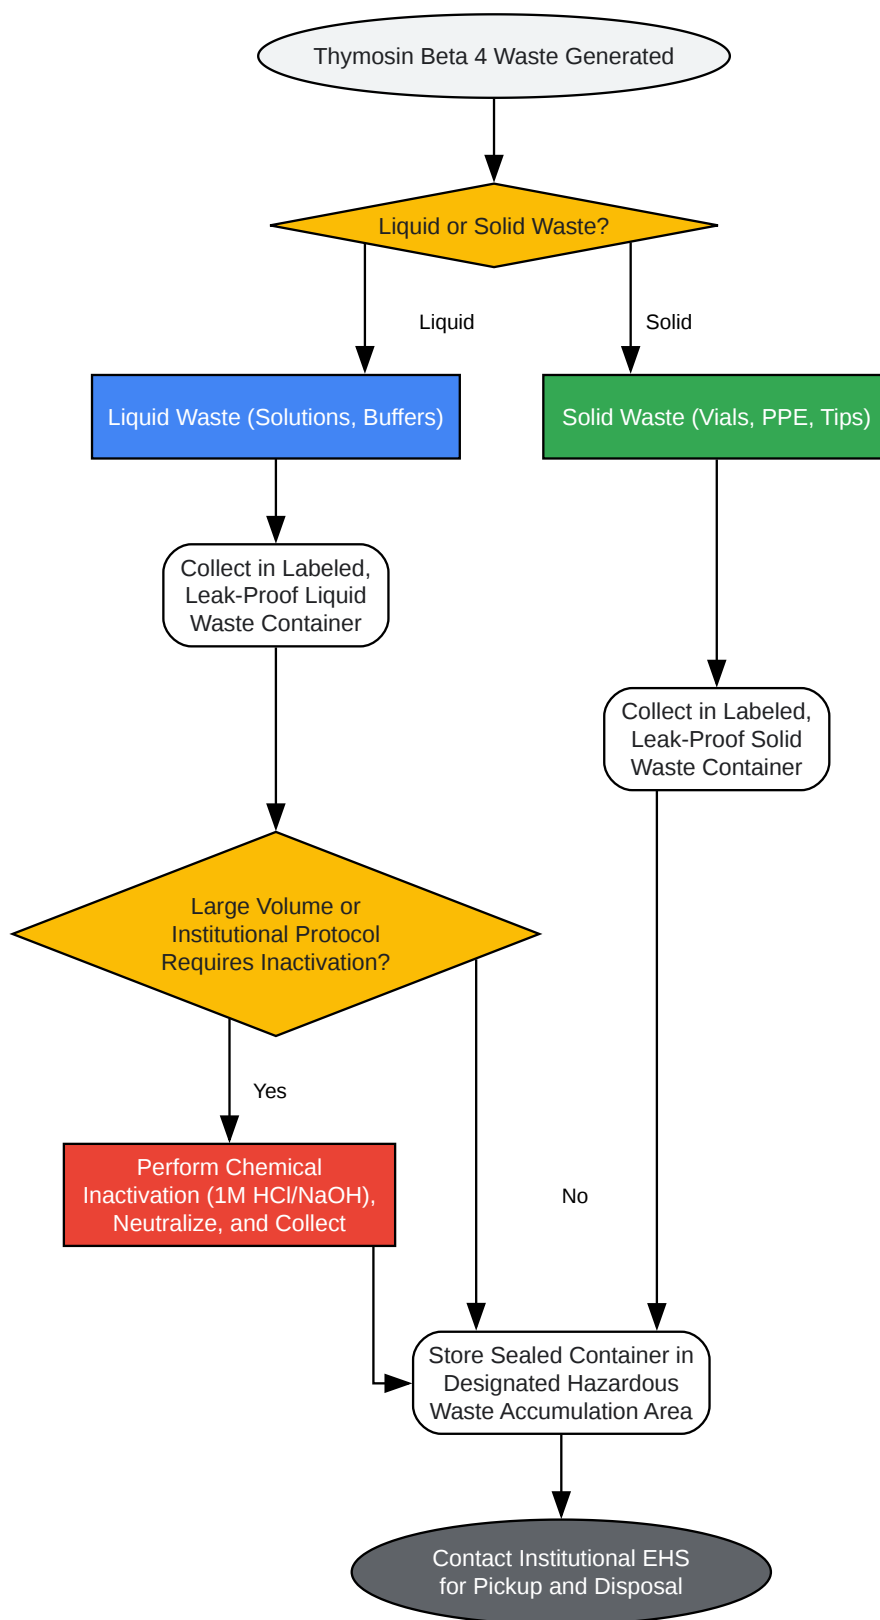 Thymosin Beta 4 Waste Generated
Liquid or Solid Waste?
Liquid
Solid
Liquid Waste (Solutions, Buffers)
Solid Waste (Vials, PPE, Tips)
Collect in Labeled,
Leak-Proof Liquid
Waste Container
Collect in Labeled,
Leak-Proof Solid
Waste Container
Large Volume or
Institutional Protocol
Requires Inactivation?
Yes
Perform Chemical
Inactivation (1M HCl/NaOH),
Neutralize, and Collect
No
Store Sealed Container in
Designated Hazardous
Waste Accumulation Area
Contact Institutional EHS
for Pickup and Disposal